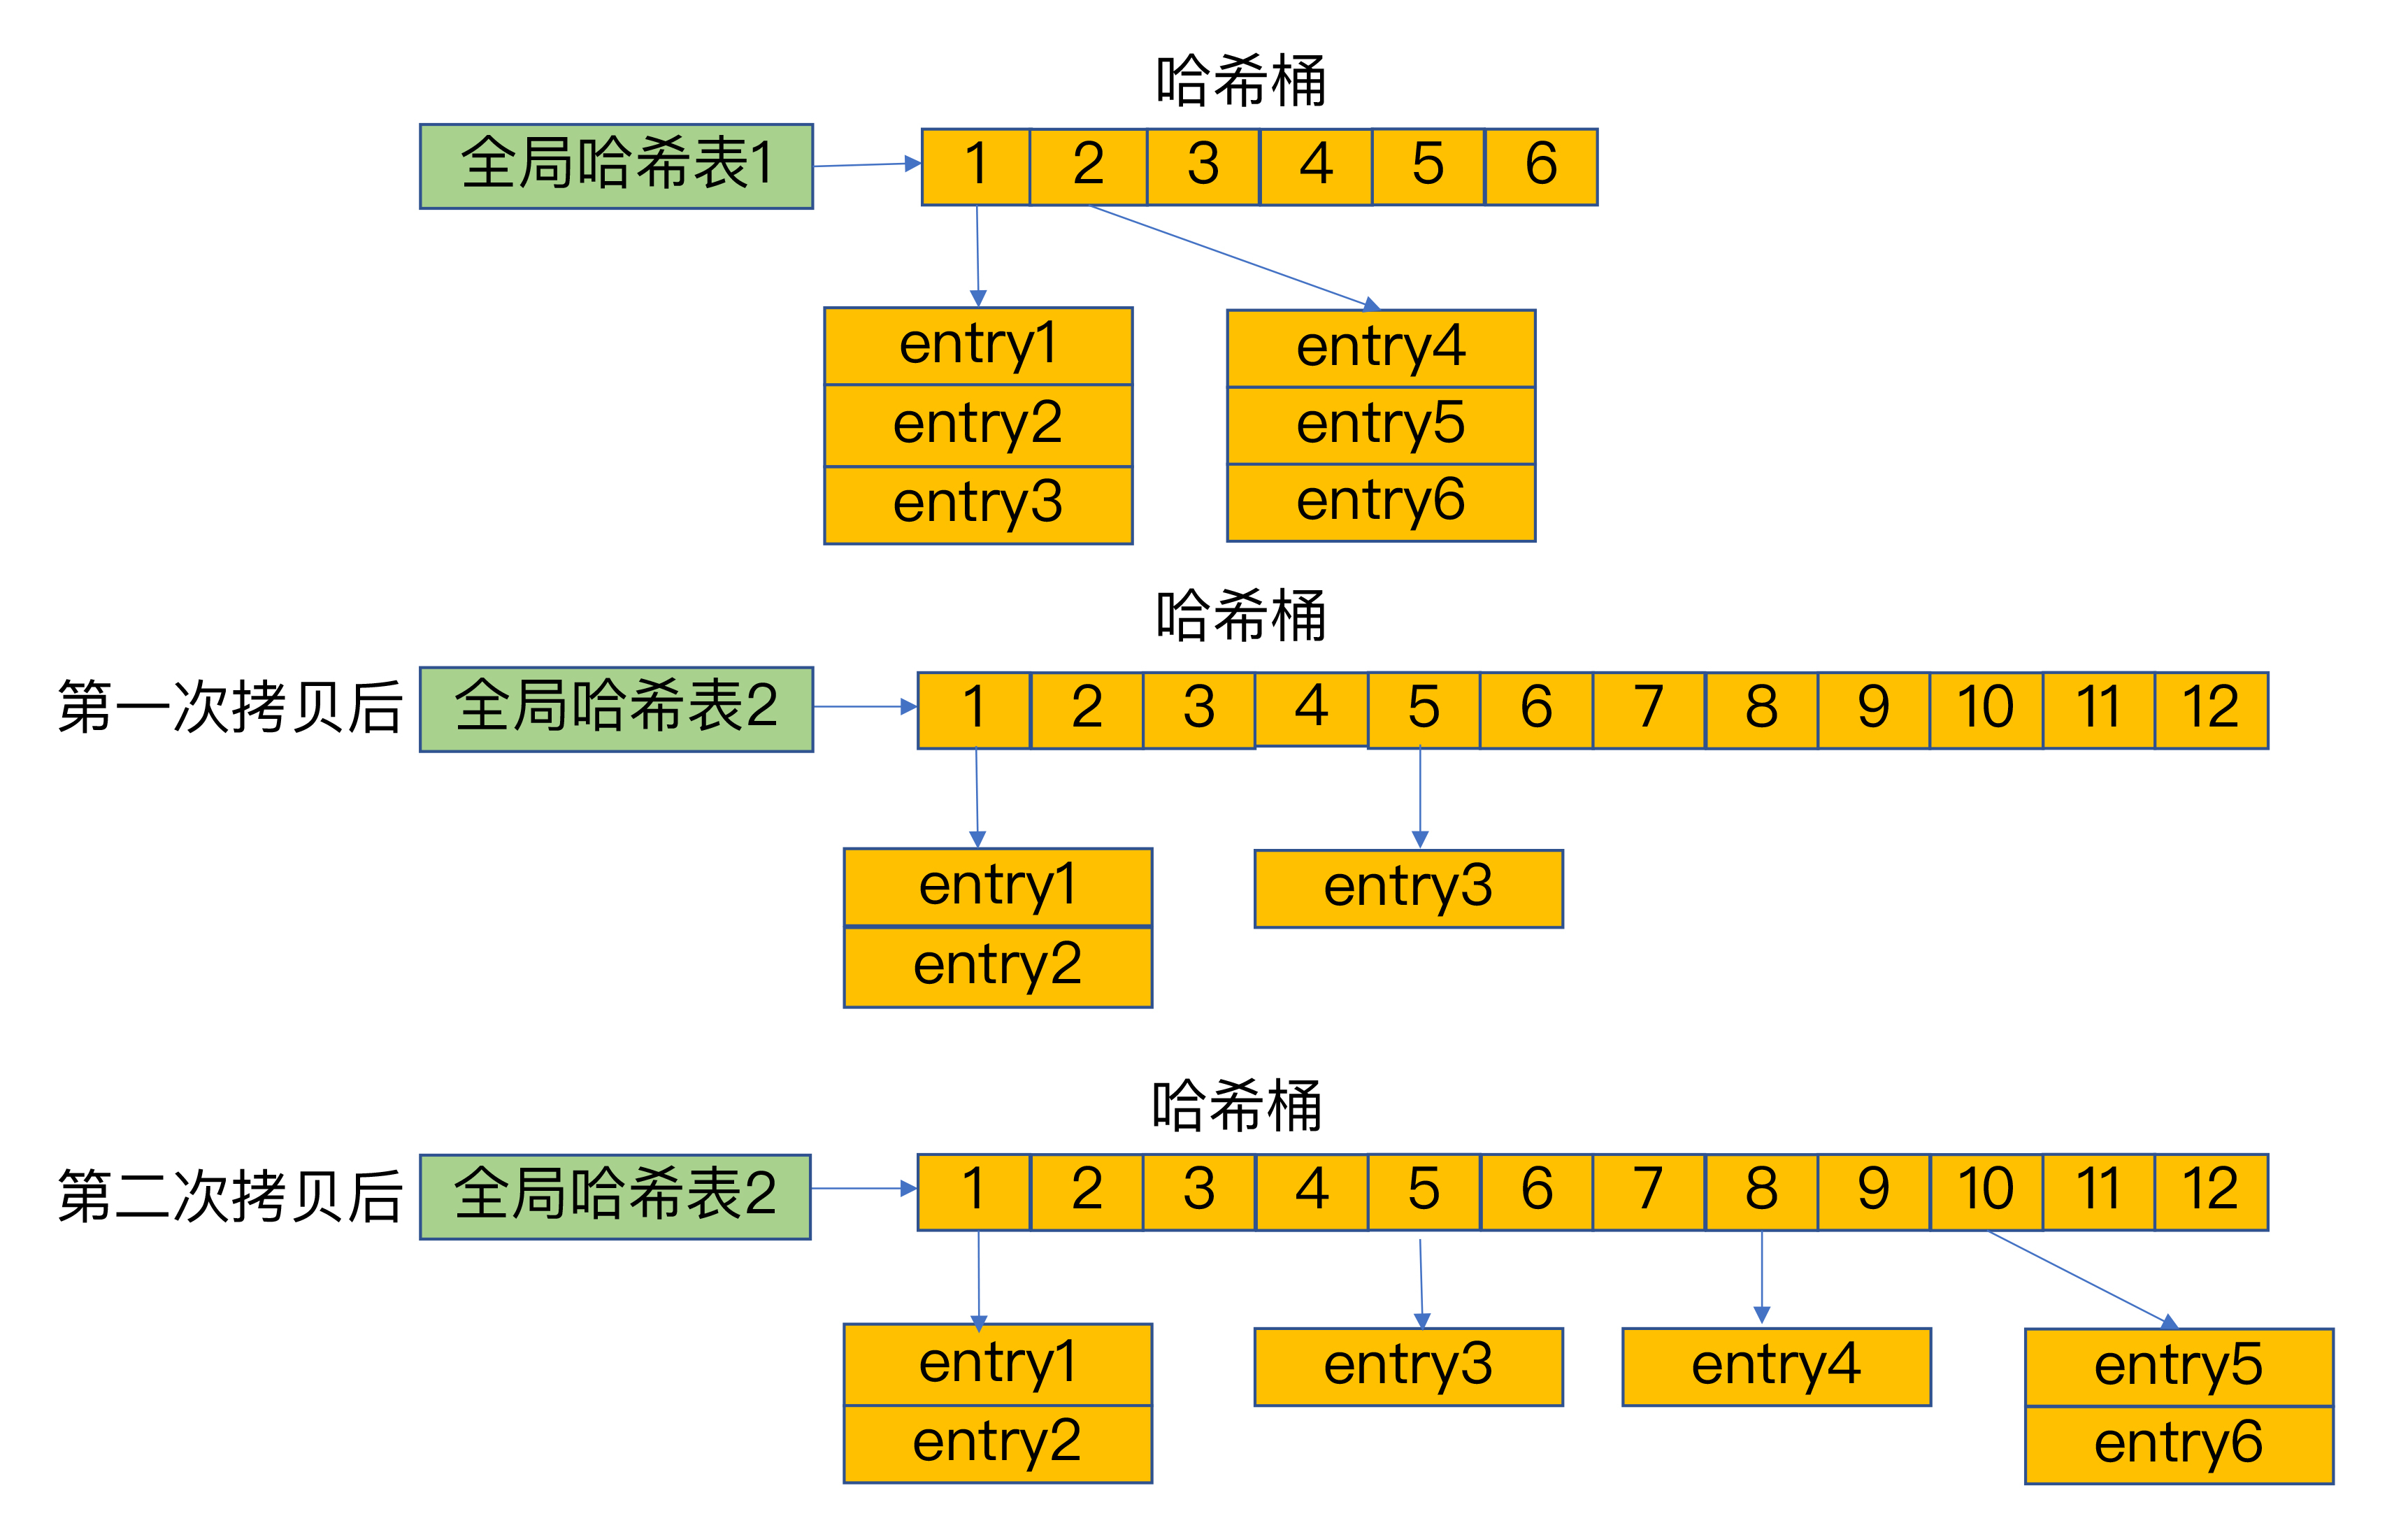 哈希桶
全局哈希表1 1 2 3 4 5 6
entry1 entry4
entry2 entry5
entry3 entry6
哈希桶
第一次拷贝后 全局哈希表2 1 2 3 4 5 6 7 8 9 10 11 12
entry1 entry3
entry2
哈希桶
第二次拷贝后 全局哈希表2 1 2 3 4 5 6 7 8 9 10 11 12
entry1 entry3 entry4 entry5
entry2 entry6